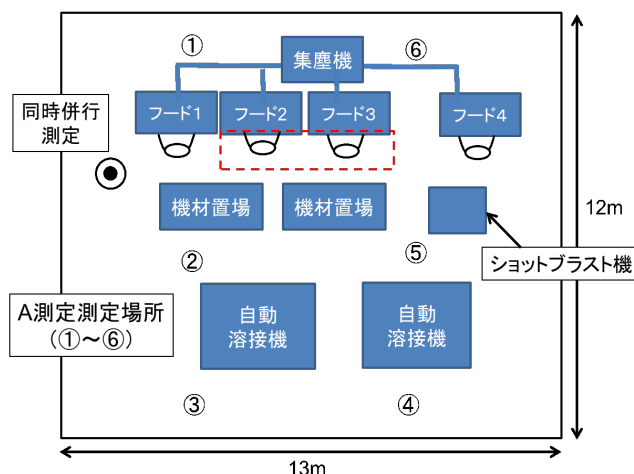 ①
集塵機
⑥
同時併行
測定
フード1
フード2
フード3
フード4
機材置場
機材置場
12m
②
⑤
ショットブラスト機
A測定測定場所
(①～⑥)
自動
溶接機
自動
溶接機
③
④
13m